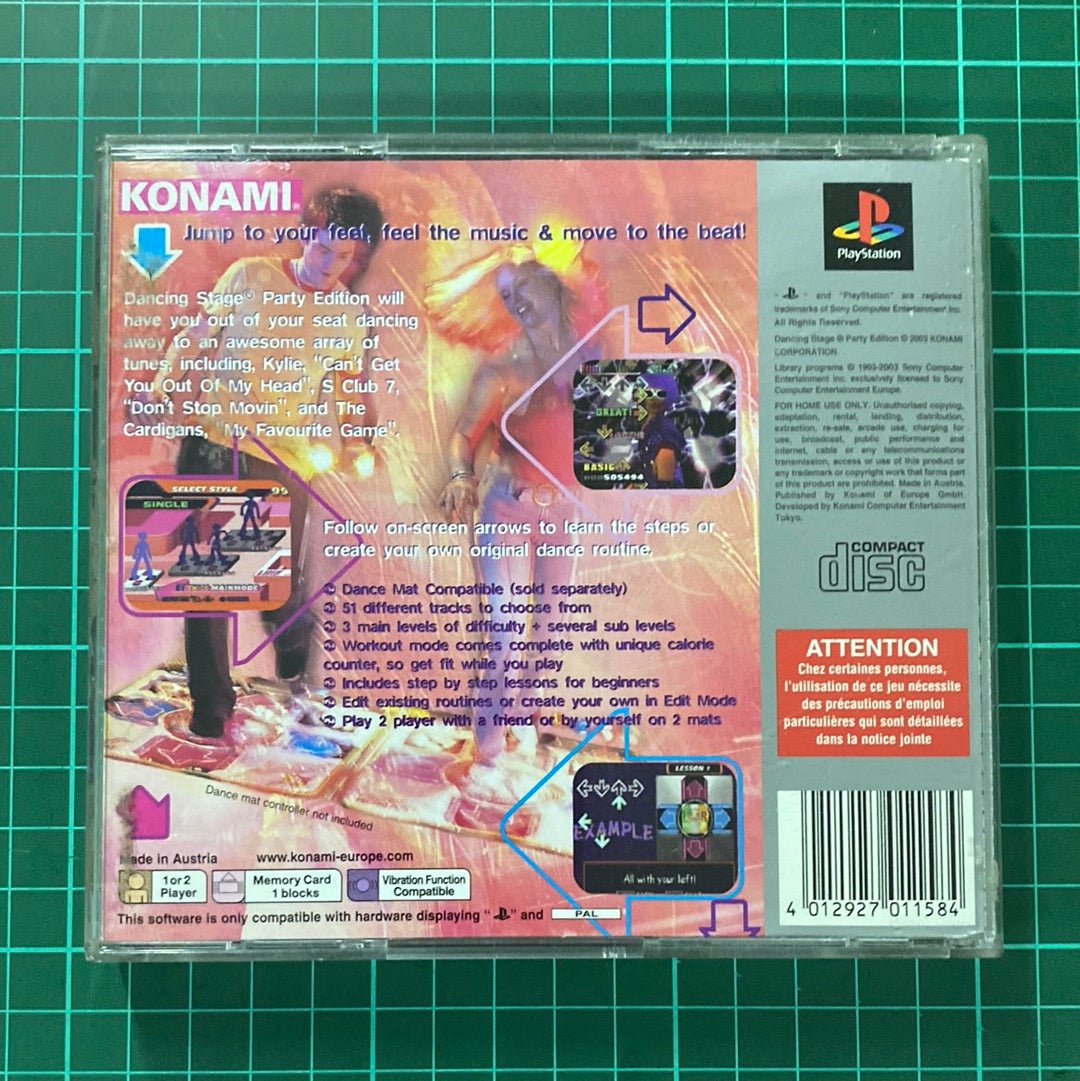 KONAMI
Jump to your feet, feel the music & move to the beat!
Dancing Stage® Party Edition will
have you out of your seat dancing
away to an awesome array of
tunes, including, Kylie, "Can't Get
You Out Of My Head", S Club 7,
"Don't Stop Movin", and The
Cardigans, "My Favourite Game".
GREAT!
BASIC
505494
SELECT STYLE
99
SINGLE
MAINMODE
Follow on-screen arrows to learn the steps or
create your own original dance routine.
Dance Mat Compatible (sold separately)
51 different tracks to choose from
3 main levels of difficulty + several sub levels
Workout mode comes complete with unique calorie
counter, so get fit while you play
Includes step by step lessons for beginners
Edit existing routines or create your own in Edit Mode
Play 2 player with a friend or by yourself on 2 mats
LESSON 1
EXAMPLE
All with your left!
Dance mat controller not included
Made in Austria
www.konami-europe.com
1 or 2
Player
Memory Card
1 blocks
Vibration Function
Compatible
This software is only compatible with hardware displaying " " and PAL
PlayStation
" " and "PlayStation" are registered
trademarks of Sony Computer Entertainment Inc.
All Rights Reserved.
Dancing Stage ® Party Edition © 2003 KONAMI
CORPORATION
Library programs © 1993-2003 Sony Computer
Entertainment Inc. exclusively licensed to Sony
Computer Entertainment Europe.
FOR HOME USE ONLY. Unauthorised copying,
adaptation, rental, lending, distribution,
extraction, re-sale, arcade use, charging for
use, broadcast, public performance and
internet, cable or any telecommunications
transmission, access or use of this product or
any trademark or copyright work that forms part
of this product are prohibited. Made in Austria.
Published by Konami of Europe GmbH.
Developed by Konami Computer Entertainment
Tokyo.
COMPACT
disc
ATTENTION
Chez certaines personnes,
l'utilisation de ce jeu nécessite
des précautions d'emploi
particulières qui sont détaillées
dans la notice jointe
4 012927 011584